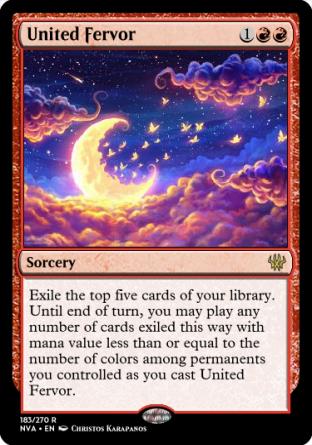 United Fervor 1
Sorcery
Exile the top five cards of your library.
Until end of turn, you may play any
number of cards exiled this way with
mana value less than or equal to the
number of colors among permanents
you controlled as you cast United
Fervor.
183/270 R
NVA • EN Christos Karapanos